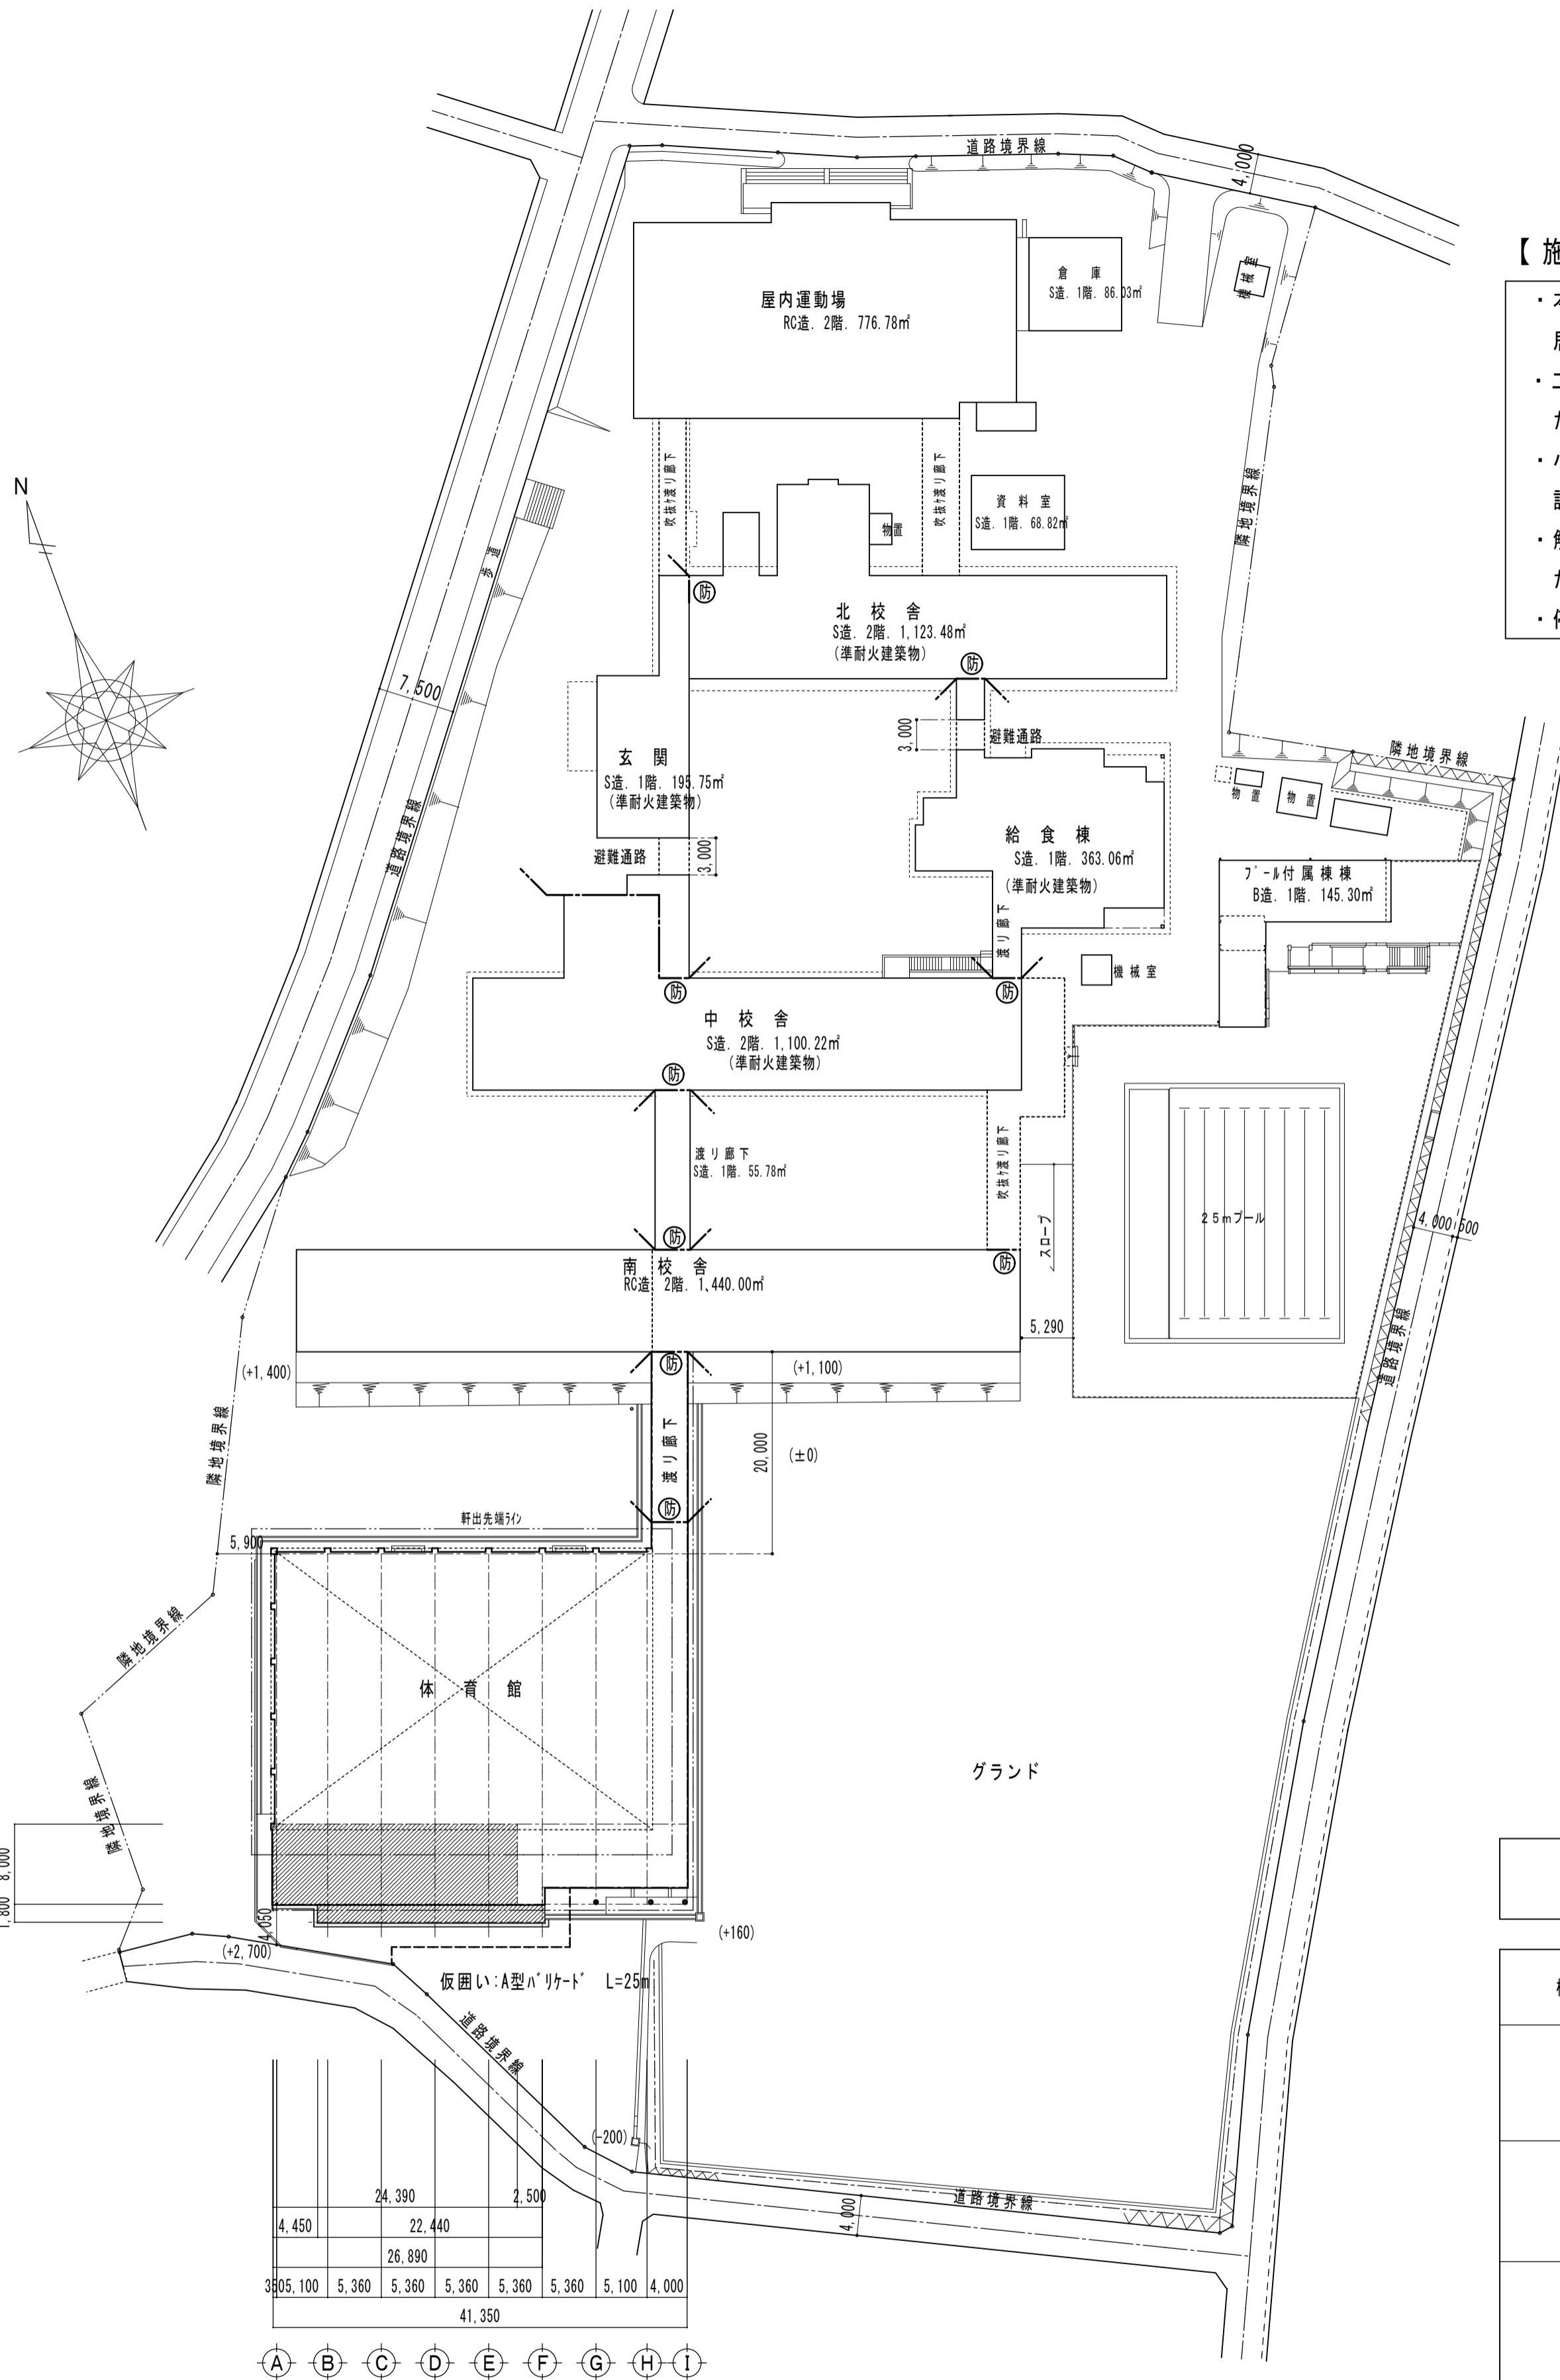 道路境界線
4,000
【 施
倉 庫
S造. 1階. 86.03㎡
機械室
屋内運動場
RC造. 2階. 776.78㎡
・
・
・
・
・
N
吹抜ケ渡り廊下
吹抜ケ渡り廊下
資 料 室
S造. 1階. 68.82㎡
物置
隣地境界線
歩 道
防
北 校 舎
S造. 2階. 1,123.48㎡
(準耐火建築物)
防
7,500
3,000
避難通路
玄 関
S造. 1階. 195.75㎡
(準耐火建築物)
隣地境界線
物 置
物 置
給 食 棟
S造. 1階. 363.06㎡
(準耐火建築物)
避難通路
3,000
道路境界線
プール付属棟棟
B造. 1階. 145.30㎡
渡り廊下
機 械 室
防
防
中 校 舎
S造. 2階. 1,100.22㎡
(準耐火建築物)
防
渡り廊下
S造. 1階. 55.78㎡
吹抜ケ渡り廊下
スロープ
25mプール
4,000
500
防
防
南 校 舎
RC造. 2階. 1,440.00㎡
道路境界線
5,290
(+1,400)
防
(+1,100)
隣地境界線
渡り廊下
20,000
(±0)
軒出先端ライン
防
5,900
隣地境界線
体 育 館
グランド
隣地境界線
8,000
1,800
4,050
(+2,700)
(+160)
仮囲い:A型バリケード L=25m
道路境界線
(-200)
道路境界線
4,000
24,390
2,500
4,450
22,440
26,890
350
5,100
5,360
5,360
5,360
5,360
5,360
5,100
4,000
41,350
A B C D E F G H I